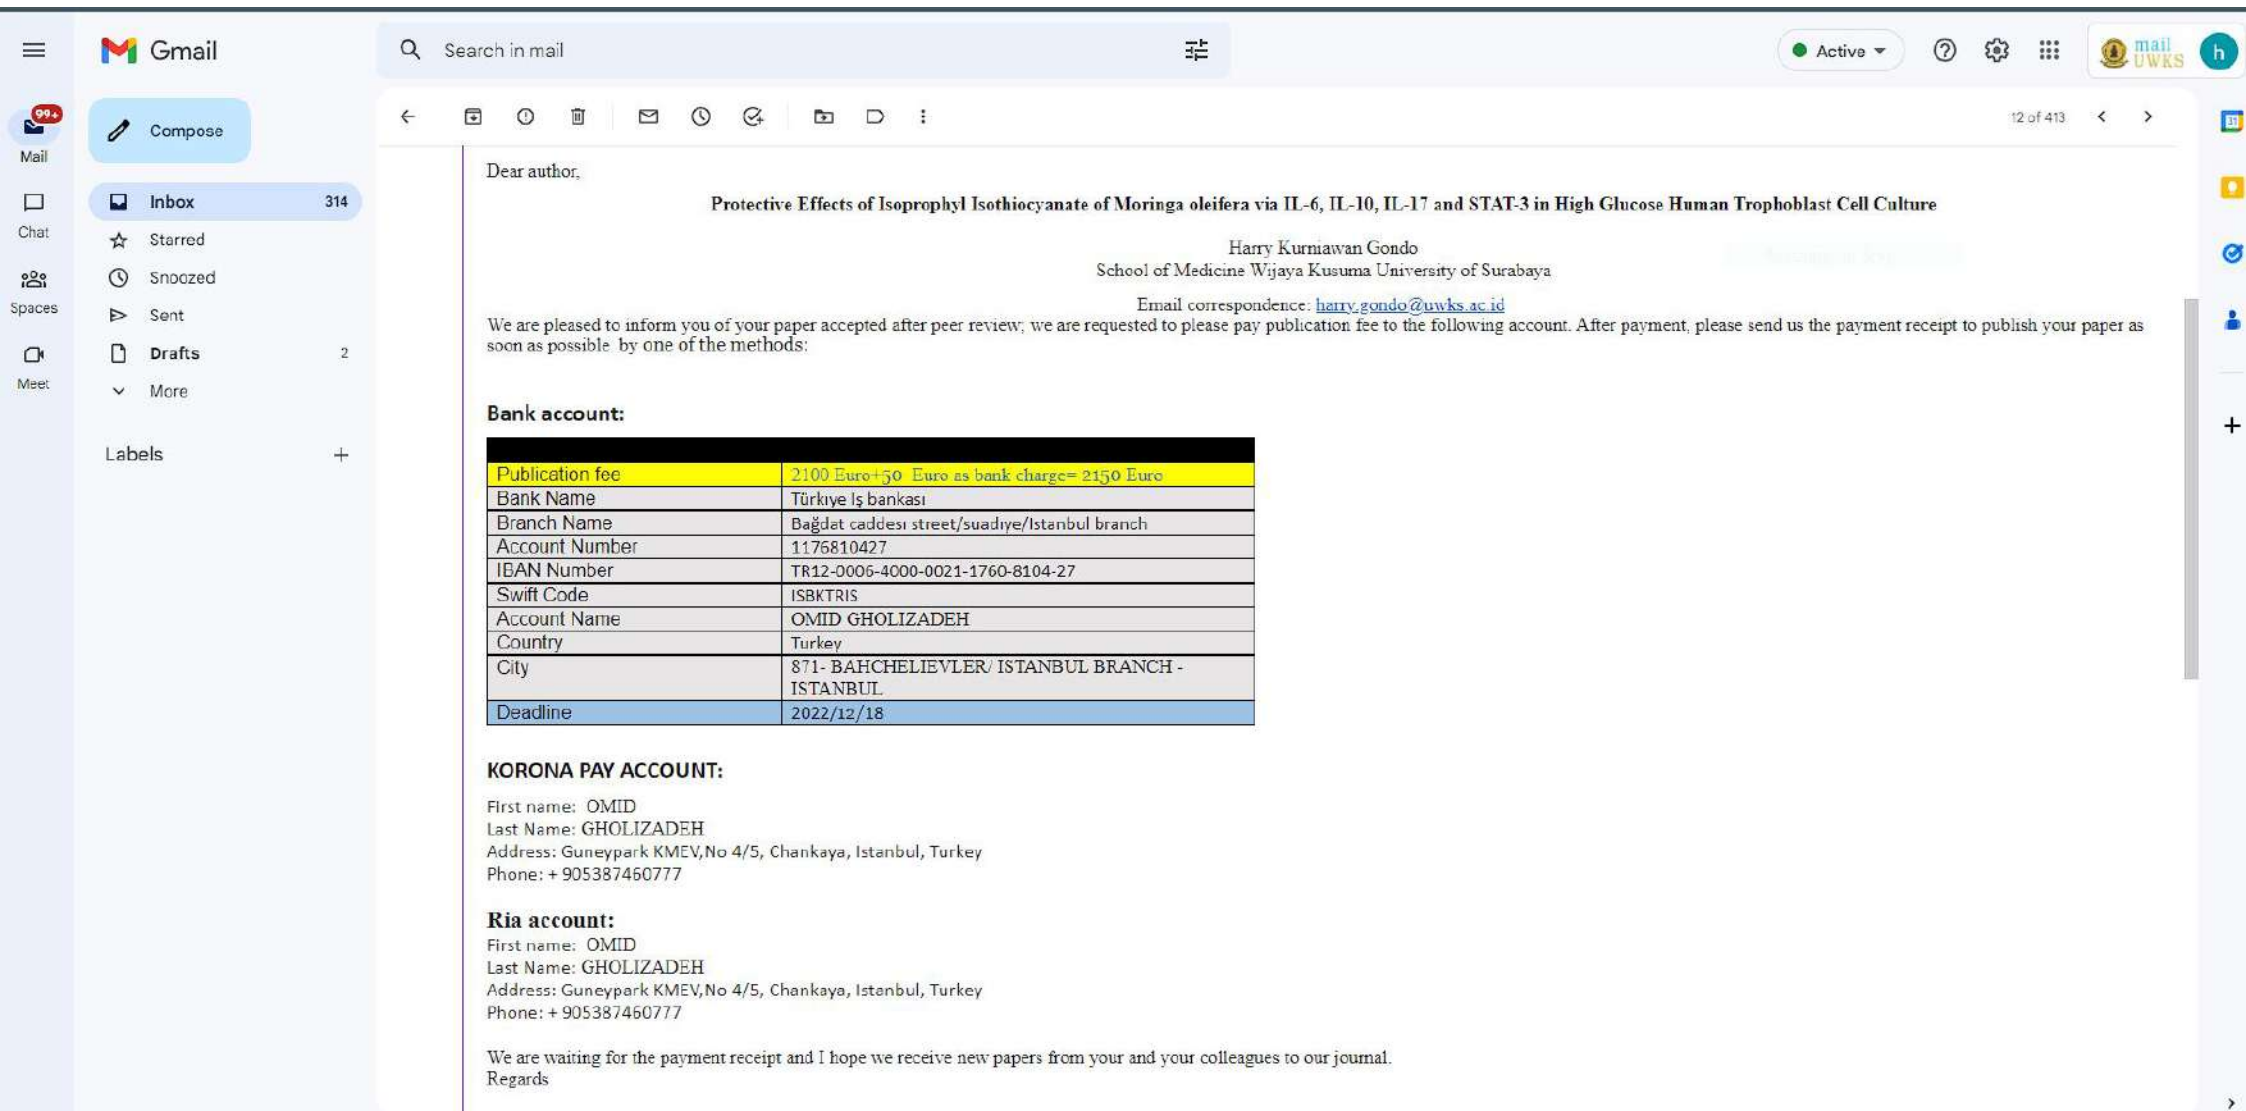 Gmail
Search in mail
Active
mail
UWKS
h
99+
Mail
Chat
Spaces
Meet
Compose
Inbox 314
Starred
Snoozed
Sent
Drafts 2
More
Labels
12 of 413
31
Dear author,
Protective Effects of Isoprophyl Isothiocyanate of Moringa oleifera via IL-6, IL-10, IL-17 and STAT-3 in High Glucose Human Trophoblast Cell Culture
Harry Kurniawan Gondo
School of Medicine Wijaya Kusuma University of Surabaya
Email correspondence: harry.gondo@uwks.ac.id
We are pleased to inform you of your paper accepted after peer review; we are requested to please pay publication fee to the following account. After payment, please send us the payment receipt to publish your paper as
soon as possible by one of the methods:
Bank account:
Publication fee 2100 Euro+50 Euro as bank charge= 2150 Euro
Bank Name Türkıye Iş bankası
Branch Name Bağdat caddesı street/suadıye/Istanbul branch
Account Number 1176810427
IBAN Number TR12-0006-4000-0021-1760-8104-27
Swift Code ISBKTRIS
Account Name OMID GHOLIZADEH
Country Turkey
City 871- BAHCHELIEVLER/ ISTANBUL BRANCH -
ISTANBUL
Deadline 2022/12/18
KORONA PAY ACCOUNT:
First name: OMID
Last Name: GHOLIZADEH
Address: Guneypark KMEV,No 4/5, Chankaya, Istanbul, Turkey
Phone: + 905387460777
Ria account:
First name: OMID
Last Name: GHOLIZADEH
Address: Guneypark KMEV,No 4/5, Chankaya, Istanbul, Turkey
Phone: + 905387460777
We are waiting for the payment receipt and I hope we receive new papers from your and your colleagues to our journal.
Regards